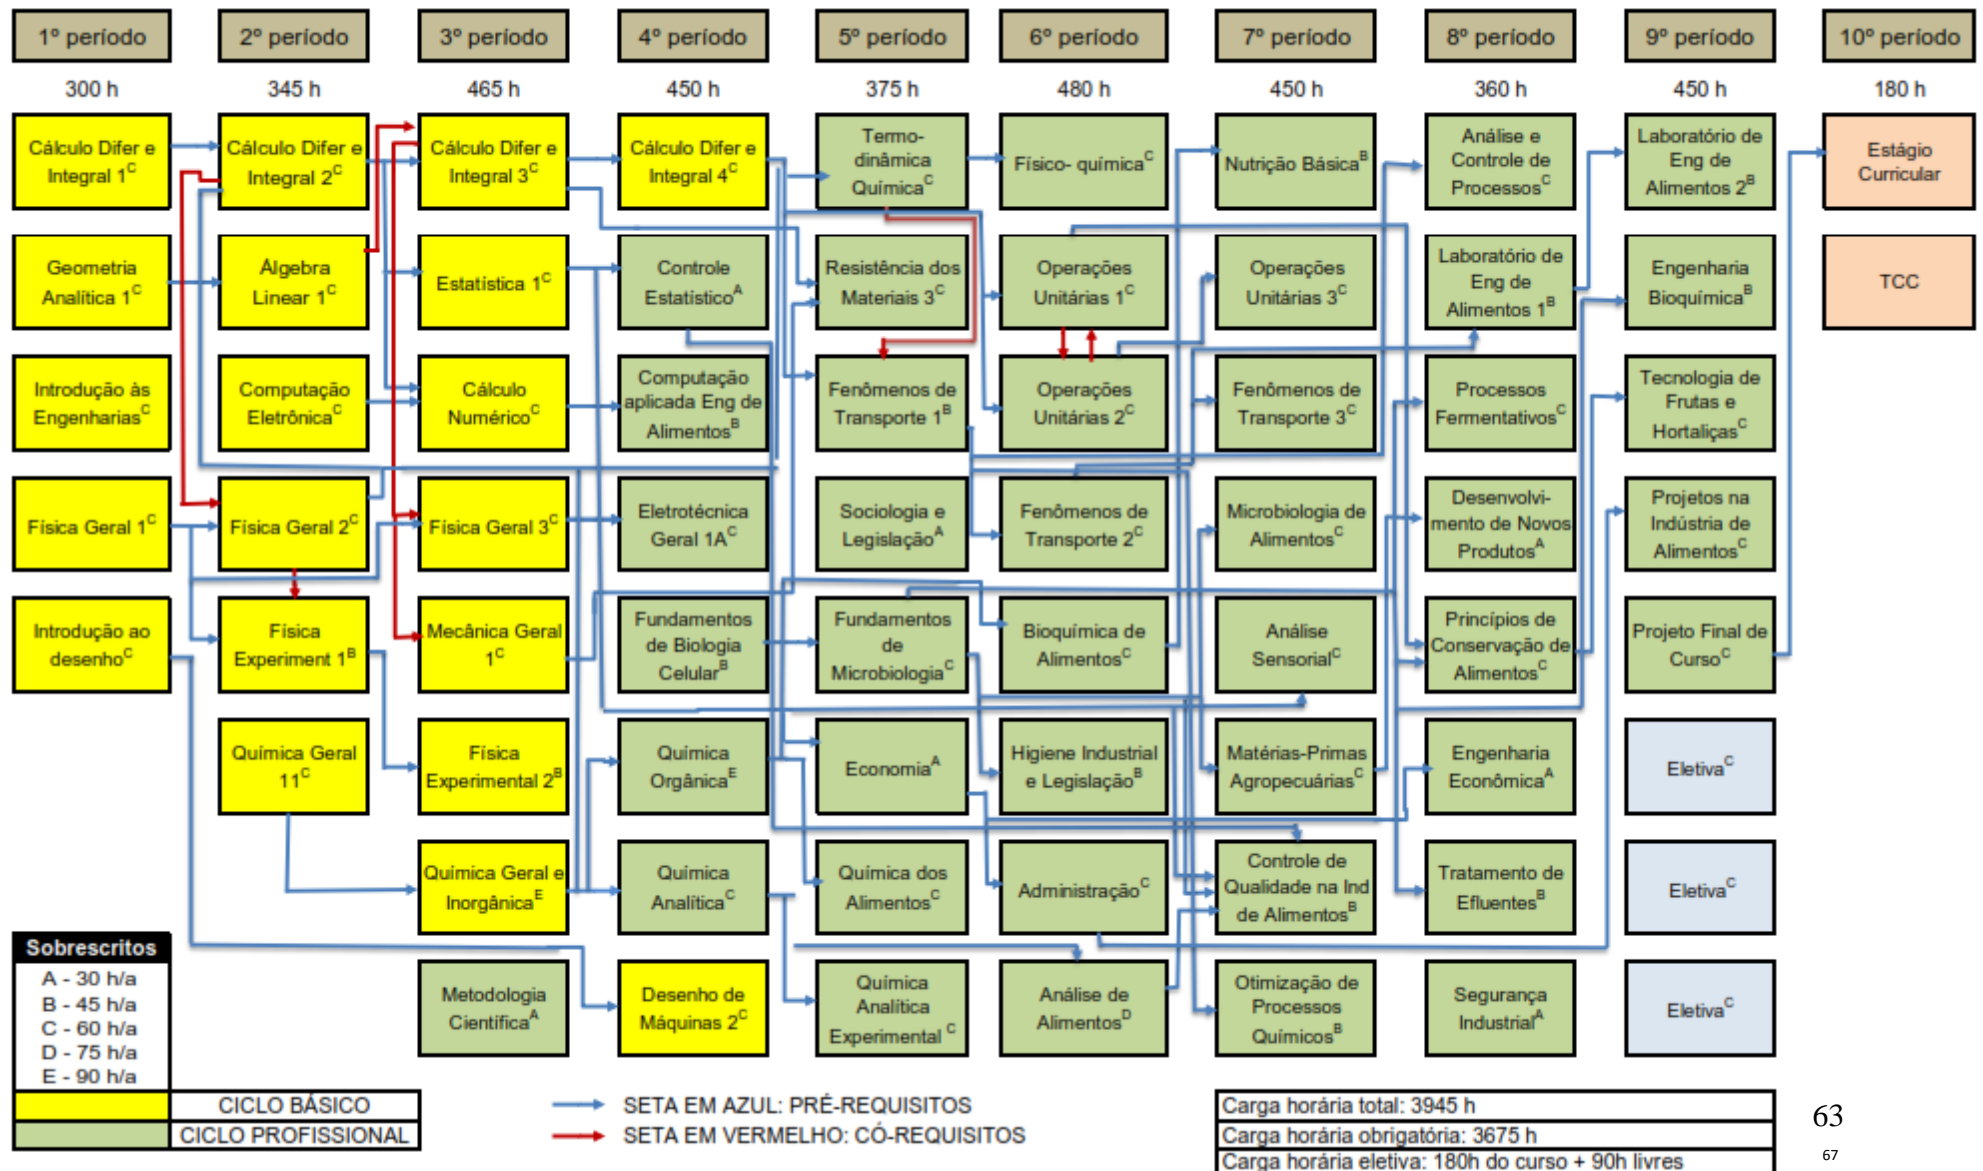 1º período
2º período
3º período
4º período
5º período
6º período
7º período
8º período
9º período
10º período
300 h
345 h
465 h
450 h
375 h
480 h
450 h
360 h
450 h
180 h
Cálculo Difer e
Integral 1C
Cálculo Difer e
Integral 2C
Cálculo Difer e
Integral 3C
Cálculo Difer e
Integral 4C
Termo-
dinâmica
QuímicaC
Físico- químicaC
Nutrição BásicaB
Análise e
Controle de
ProcessosC
Laboratório de
Eng de
Alimentos 2B
Estágio
Curricular
Geometria
Analítica 1C
Álgebra
Linear 1C
Estatística 1C
Controle
EstatísticoA
Resistência dos
Materiais 3C
Operações
Unitárias 1C
Operações
Unitárias 3C
Laboratório de
Eng de
Alimentos 1B
Engenharia
BioquímicaB
TCC
Introdução às
EngenhariasC
Computação
EletrônicaC
Cálculo
NuméricoC
Computação
aplicada Eng de
AlimentosB
Fenômenos de
Transporte 1B
Operações
Unitárias 2C
Fenômenos de
Transporte 3C
Processos
FermentativosC
Tecnologia de
Frutas e
HortaliçasC
Física Geral 1C
Física Geral 2C
Física Geral 3C
Eletrotécnica
Geral 1AC
Sociologia e
LegislaçãoA
Fenômenos de
Transporte 2C
Microbiologia de
AlimentosC
Desenvolvi-
mento de Novos
ProdutosA
Projetos na
Indústria de
AlimentosC
Introdução ao
desenhoC
Física
Experiment 1B
Mecânica Geral
1C
Fundamentos
de Biologia
CelularB
Fundamentos
de
MicrobiologiaC
Bioquímica de
AlimentosC
Análise
SensorialC
Princípios de
Conservação de
AlimentosC
Projeto Final de
CursoC
Química Geral
11C
Física
Experimental 2B
Química
OrgânicaE
EconomiaA
Higiene Industrial
e LegislaçãoB
Matérias-Primas
AgropecuáriasC
Engenharia
EconômicaA
EletivaC
Química Geral e
InorgânicaE
Química
AnalíticaC
Química dos
AlimentosC
AdministraçãoC
Controle de
Qualidade na Ind
de AlimentosB
Tratamento de
EfluentesB
EletivaC
Metodologia
CientíficaA
Desenho de
Máquinas 2C
Química
Analítica
Experimental C
Análise de
AlimentosD
Otimização de
Processos
QuímicosB
Segurança
IndustrialA
EletivaC
Sobrescritos
A - 30 h/a
B - 45 h/a
C - 60 h/a
D - 75 h/a
E - 90 h/a
CICLO BÁSICO
CICLO PROFISSIONAL
SETA EM AZUL: PRÉ-REQUISITOS
SETA EM VERMELHO: CÓ-REQUISITOS
Carga horária total: 3945 h
Carga horária obrigatória: 3675 h
Carga horária eletiva: 180h do curso + 90h livres
63
67